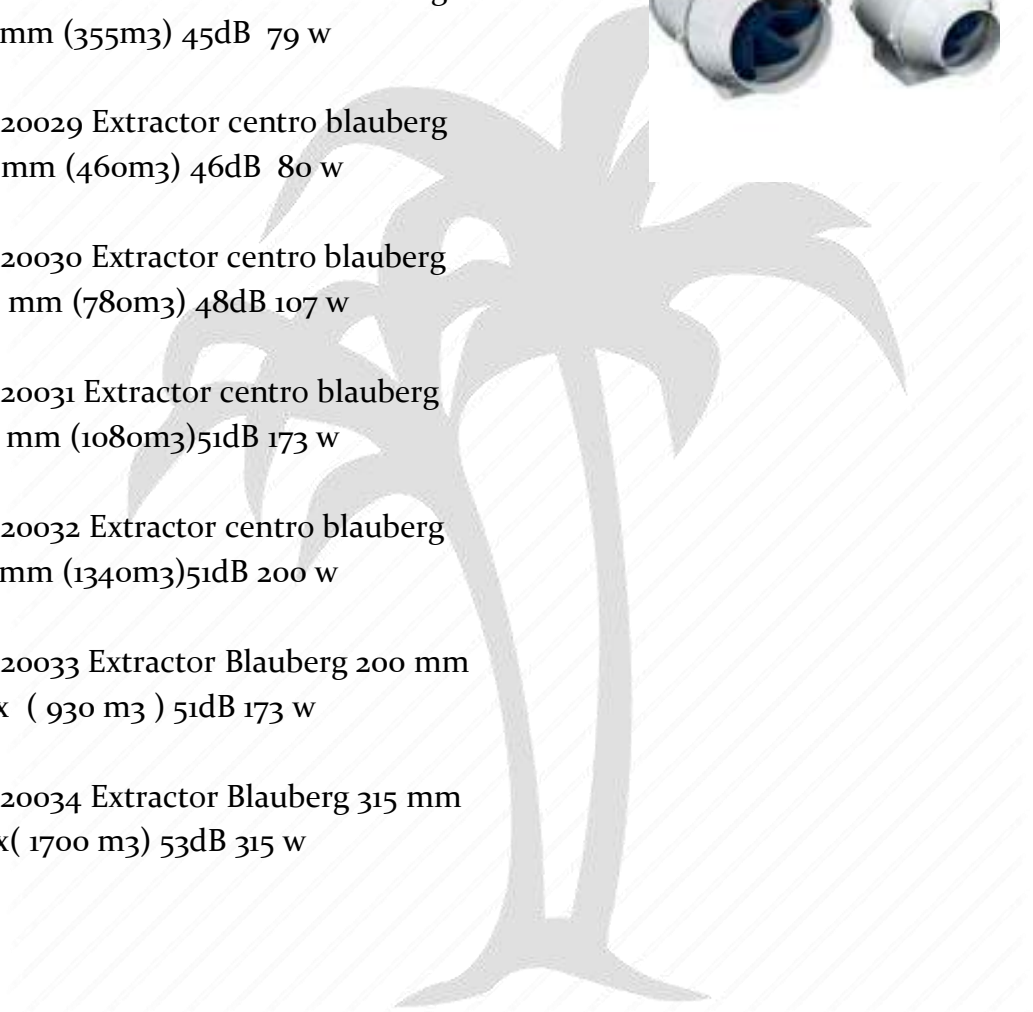 mm (355m3) 45dB 79 w
20029 Extractor centro blauberg
mm (460m3) 46dB 80 w
20030 Extractor centro blauberg
mm (780m3) 48dB 107 w
20031 Extractor centro blauberg
mm (1080m3)51dB 173 w
20032 Extractor centro blauberg
mm (1340m3)51dB 200 w
20033 Extractor Blauberg 200 mm
x ( 930 m3 ) 51dB 173 w
20034 Extractor Blauberg 315 mm
x( 1700 m3) 53dB 315 w